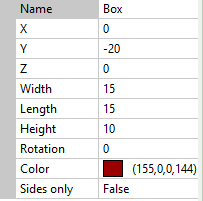 Name Box
X 0
Y -20
Z 0
Width 15
Length 15
Height 10
Rotation 0
Color (155,0,0,144)
Sides only False